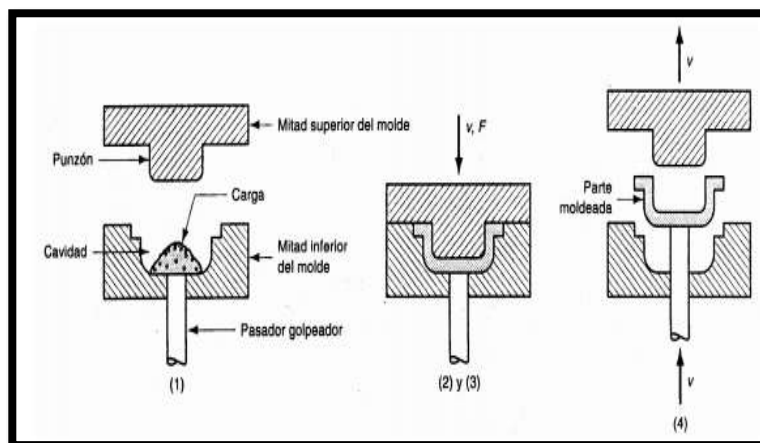 v
Mitad superior del molde
Punzón
v, F
Carga
Parte
moldeada
Cavidad
Mitad inferior
del molde
Pasador golpeador
(1)
(2) y (3)
v
(4)